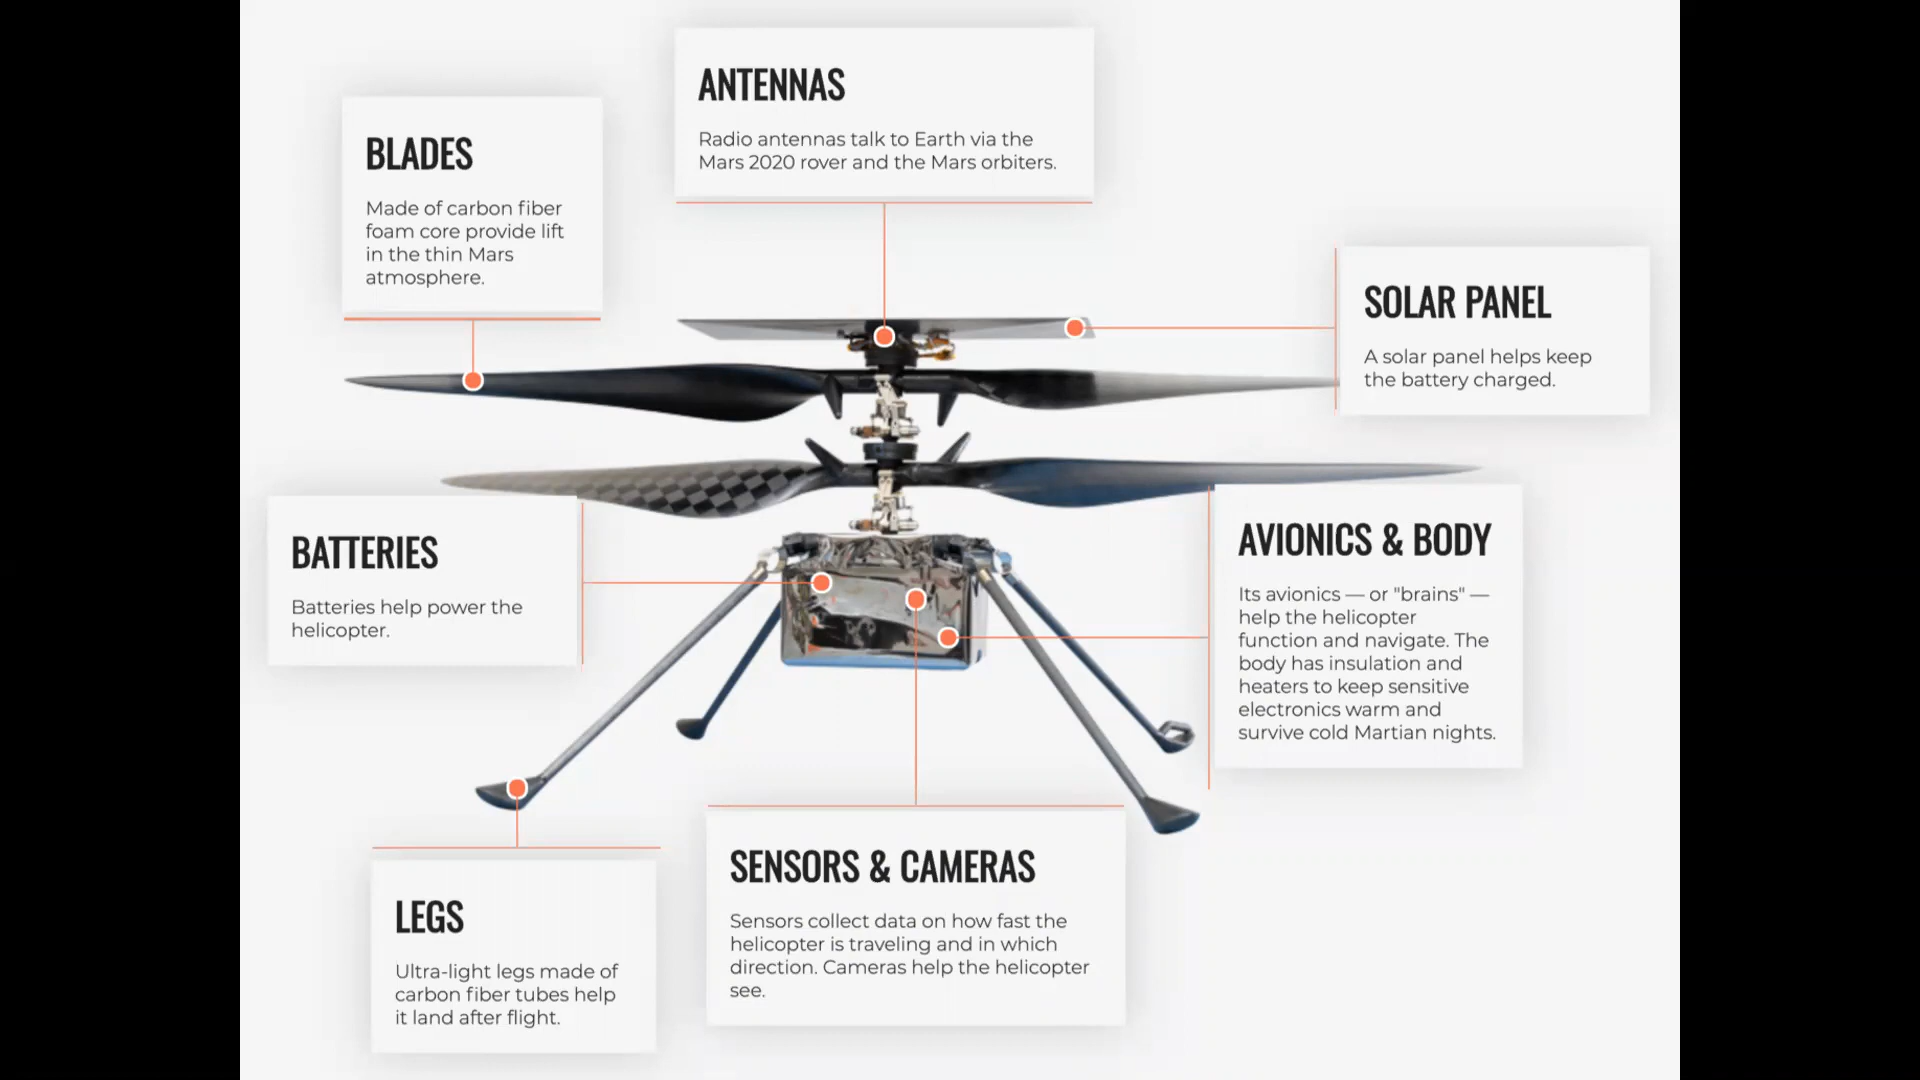 ANTENNAS
Radio antennas talk to Earth via the
Mars 2020 rover and the Mars orbiters.
BLADES
Made of carbon fiber
foam core provide lift
in the thin Mars
atmosphere.
SOLAR PANEL
A solar panel helps keep
the battery charged.
BATTERIES
Batteries help power the
helicopter.
AVIONICS & BODY
Its avionics — or "brains" —
help the helicopter
function and navigate. The
body has insulation and
heaters to keep sensitive
electronics warm and
survive cold Martian nights.
LEGS
Ultra-light legs made of
carbon fiber tubes help
it land after flight.
SENSORS & CAMERAS
Sensors collect data on how fast the
helicopter is traveling and in which
direction. Cameras help the helicopter
see.